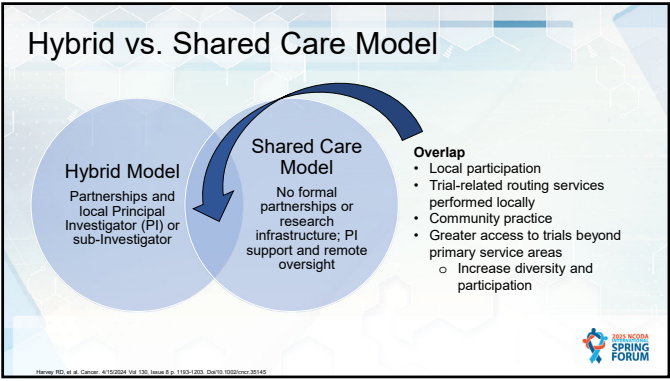 Hybrid vs. Shared Care Model
Hybrid Model
Partnerships and
local Principal
Investigator (PI) or
sub-Investigator
Shared Care
Model
No formal
partnerships or
research
infrastructure; PI
support and remote
oversight
Overlap
• Local participation
• Trial-related routing services
performed locally
• Community practice
• Greater access to trials beyond
primary service areas
o Increase diversity and
participation
2025 NCODA
INTERNATIONAL
SPRING
FORUM
Harvey RD, et al. Cancer. 4/15/2024 Vol 130, Issue 8 p. 1193-1203. Doi/10.1002/cncr.35145